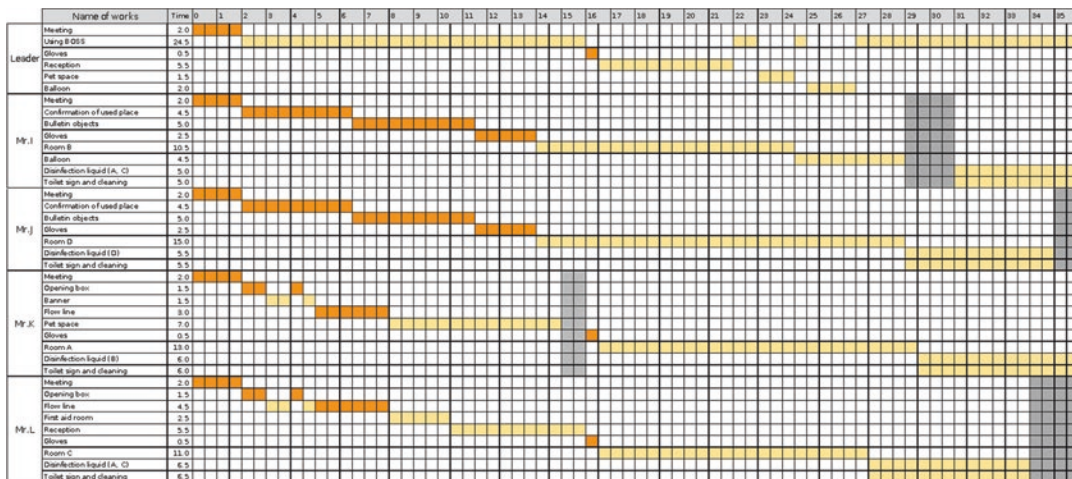 Name of works Time 0 1 2 3 4 5 6 7 8 9 10 11 12 13 14 15 16 17 18 19 20 21 22 23 24 25 26 27 28 29 30 31 32 33 34 35
Leader
Meeting 2.0
Using BOSS 24.5
Gloves 0.5
Reception 5.5
Pet space 1.5
Balloon 2.0
Mr.I
Meeting 2.0
Confirmation of used place 4.5
Bulletin objects 5.0
Gloves 2.5
Room B 10.5
Balloon 4.5
Disinfection liquid (A, C) 5.0
Toilet sign and cleaning 5.0
Mr.J
Meeting 2.0
Confirmation of used place 4.5
Bulletin objects 5.0
Gloves 2.5
Room D 15.0
Disinfection liquid (D) 5.5
Toilet sign and cleaning 5.5
Mr.K
Meeting 2.0
Opening box 1.5
Banner 1.5
Flow line 3.0
Pet space 7.0
Gloves 0.5
Room A 13.0
Disinfection liquid (B) 6.0
Toilet sign and cleaning 6.0
Mr.L
Meeting 2.0
Opening box 1.5
Flow line 4.5
First aid room 2.5
Reception 5.5
Gloves 0.5
Room C 11.0
Disinfection liquid (A, C) 6.5
Toilet sign and cleaning 6.5